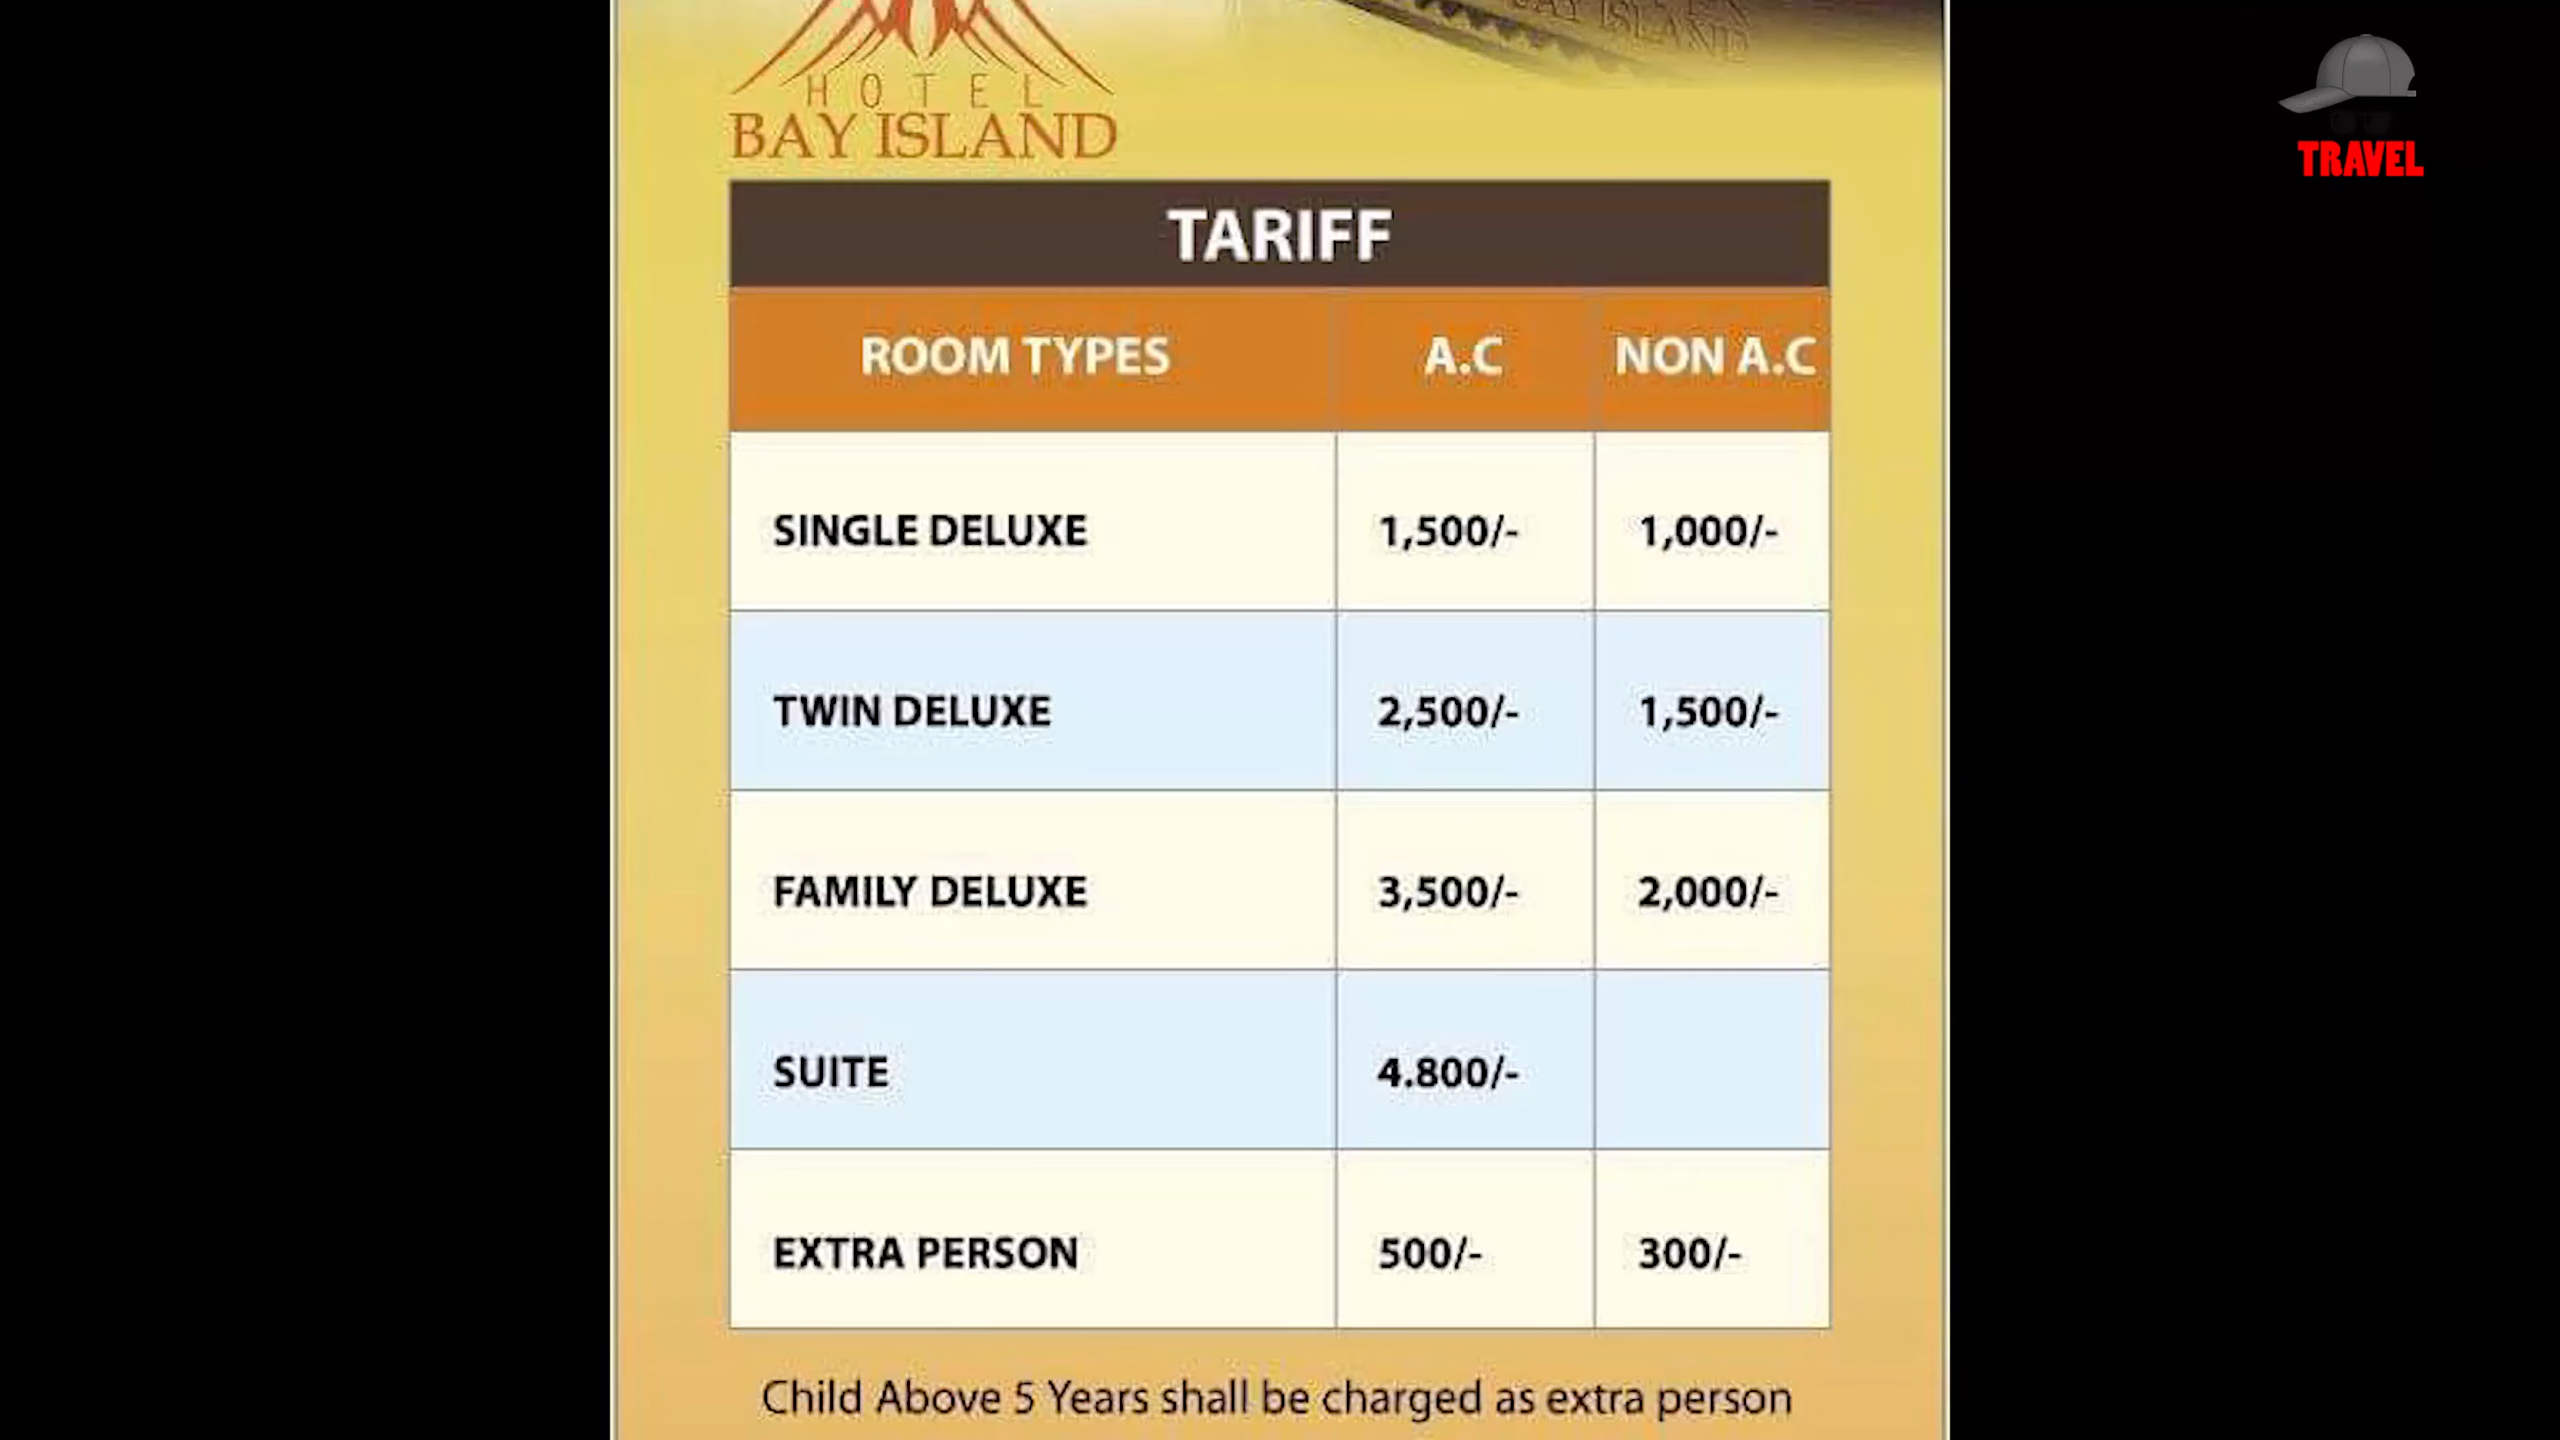 BAY ISLAND
HOTEL
BAY ISLAND
TRAVEL
TARIFF
ROOM TYPES A.C NON A.C
SINGLE DELUXE 1,500/- 1,000/-
TWIN DELUXE 2,500/- 1,500/-
FAMILY DELUXE 3,500/- 2,000/-
SUITE 4.800/-
EXTRA PERSON 500/- 300/-
Child Above 5 Years shall be charged as extra person